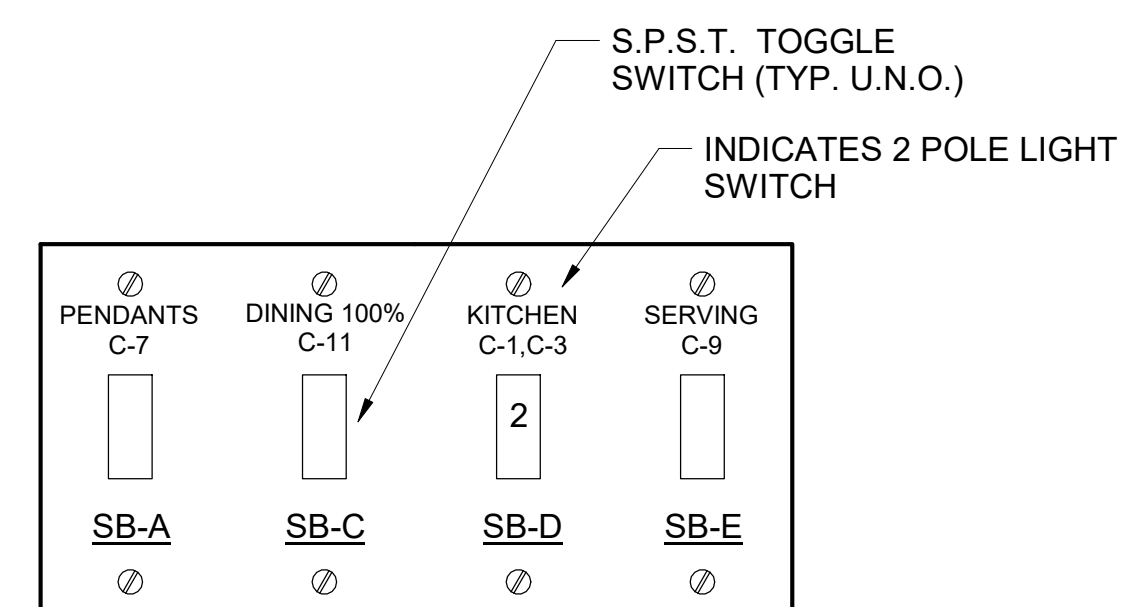 S.P.S.T. TOGGLE
SWITCH (TYP. U.N.O.)
INDICATES 2 POLE LIGHT
SWITCH
PENDANTS
C-7
DINING 100%
C-11
KITCHEN
C-1,C-3
SERVING
C-9
2
SB-A
SB-C
SB-D
SB-E